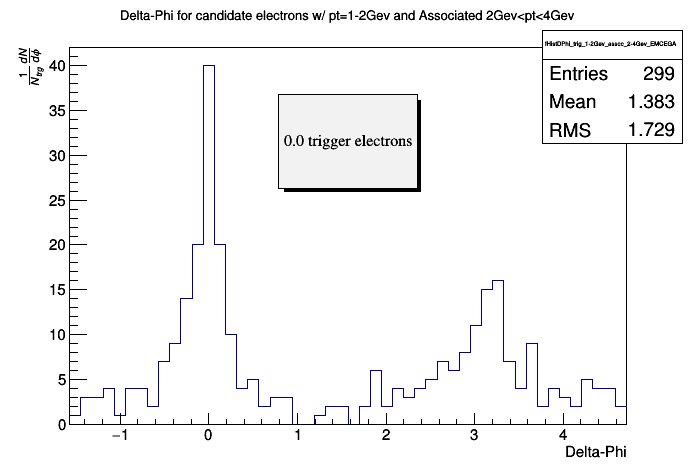 Delta-Phi for candidate electrons w/ pt=1-2Gev and Associated 2Gev<pt<4Gev
fHistDPhi_trig_1-2Gev_assoc_2-4Gev_EMCEGA
Entries 299
Mean 1.383
RMS 1.729
1 dN
N_trg dϕ
0.0 trigger electrons
40
35
30
25
20
15
10
5
0
−1 0 1 2 3 4
Delta-Phi